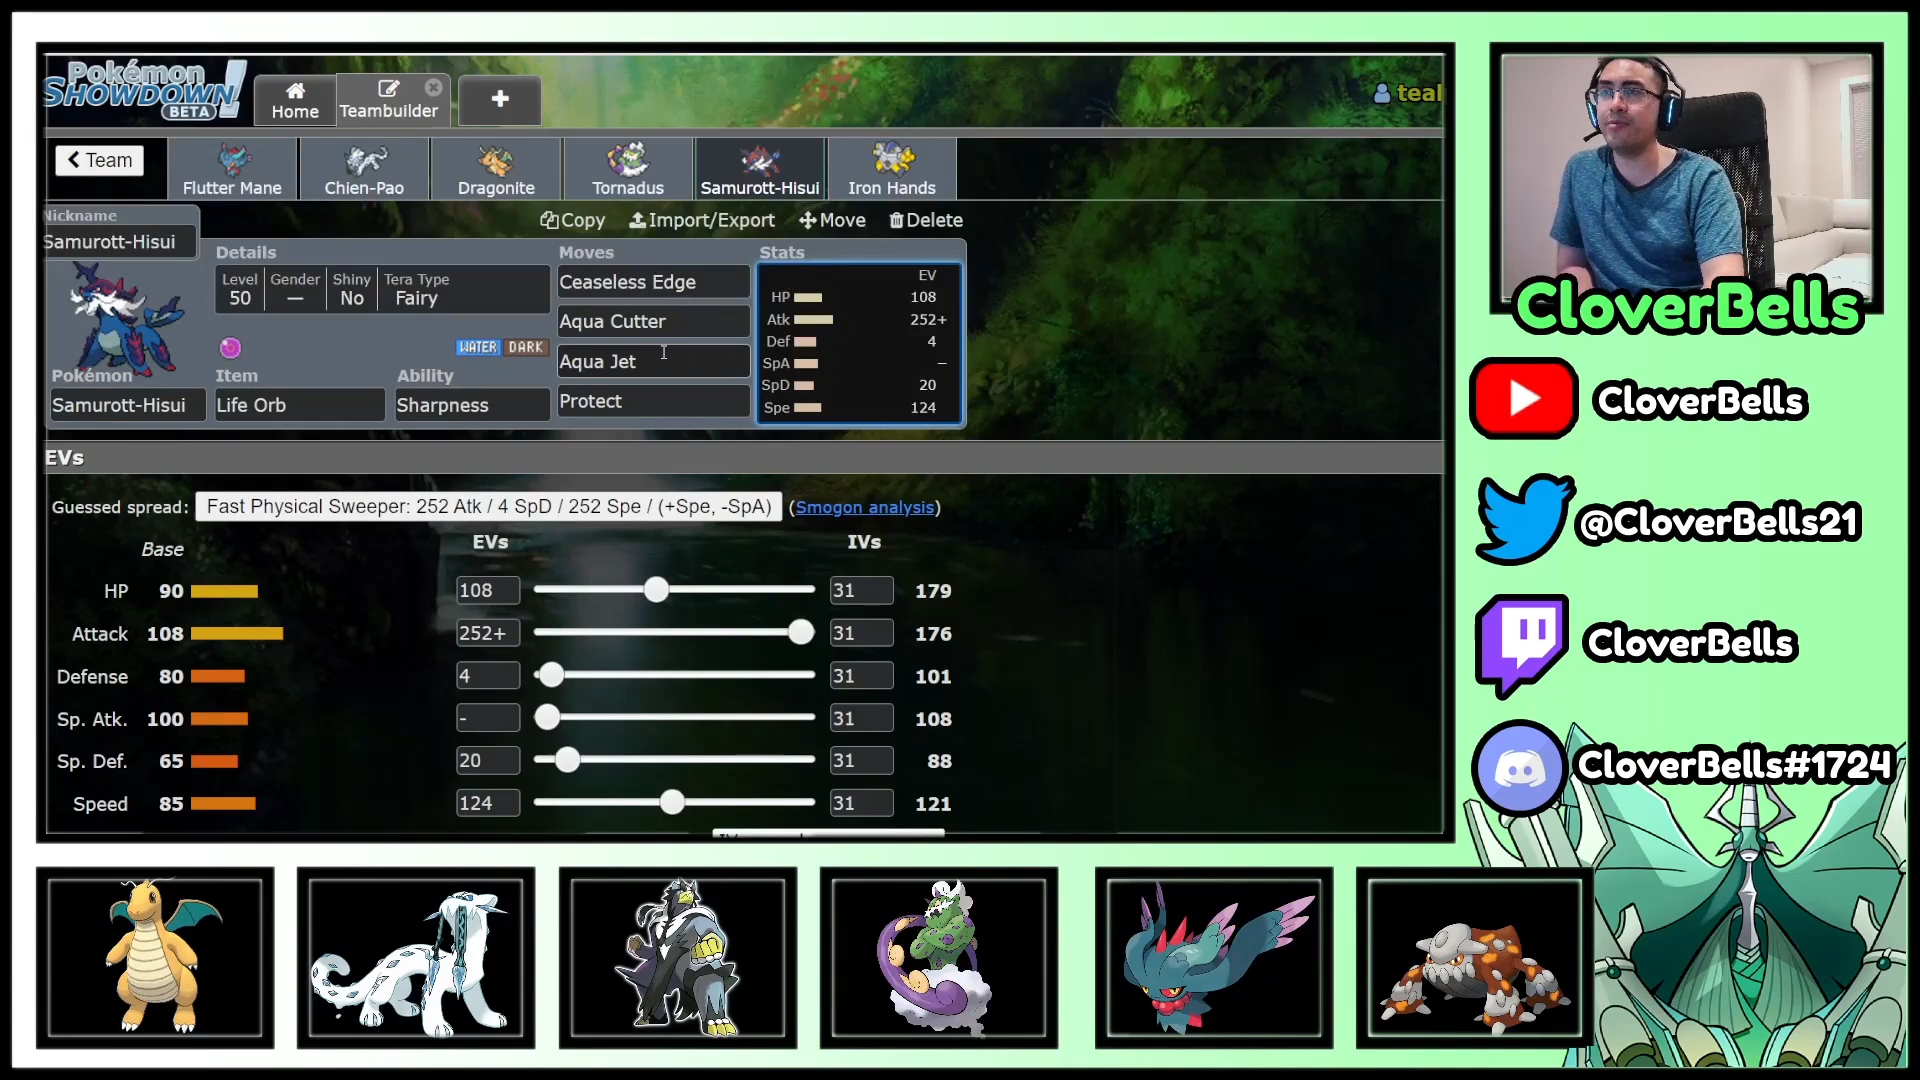 Pokémon
SHOWDOWN!
BETA
Home
Teambuilder
+
teal
Team
Flutter Mane
Chien-Pao
Dragonite
Tornadus
Samurott-Hisui
Iron Hands
Copy
Import/Export
Move
Delete
Nickname
Samurott-Hisui
Details
Level
50
Gender
—
Shiny
No
Tera Type
Fairy
WATER DARK
Pokémon
Samurott-Hisui
Item
Life Orb
Ability
Sharpness
Moves
Ceaseless Edge
Aqua Cutter
Aqua Jet
Protect
Stats
EV
HP 108
Atk 252+
Def 4
SpA –
SpD 20
Spe 124
EVs
Guessed spread: Fast Physical Sweeper: 252 Atk / 4 SpD / 252 Spe / (+Spe, -SpA) (Smogon analysis)
Base EVs IVs
HP 90 108 31 179
Attack 108 252+ 31 176
Defense 80 4 31 101
Sp. Atk. 100 - 31 108
Sp. Def. 65 20 31 88
Speed 85 124 31 121
CloverBells
CloverBells
@CloverBells21
CloverBells
CloverBells#1724